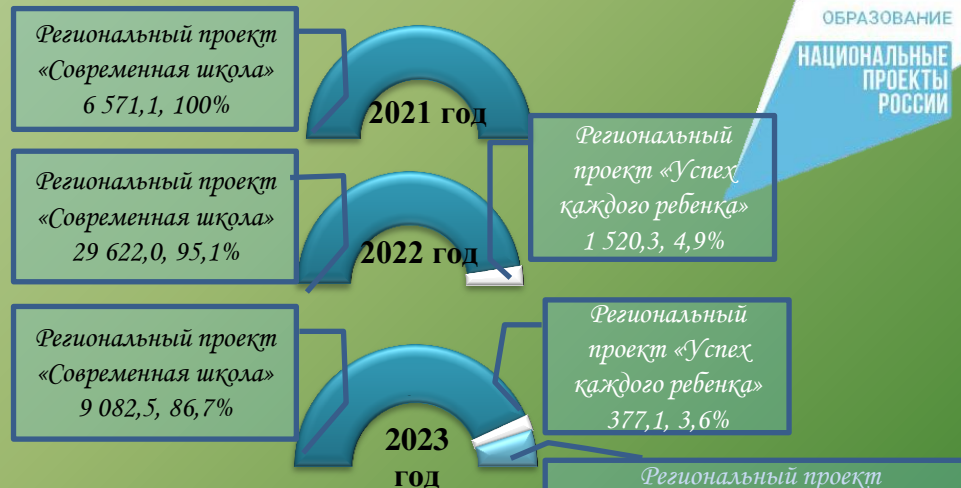 ОБРАЗОВАНИЕ
НАЦИОНАЛЬНЫЕ
ПРОЕКТЫ
РОССИИ
Региональный проект
«Современная школа»
6 571,1, 100%
2021 год
Региональный проект
«Современная школа»
29 622,0, 95,1%
2022 год
Региональный
проект «Успех
каждого ребенка»
1 520,3, 4,9%
Региональный проект
«Современная школа»
9 082,5, 86,7%
2023
год
Региональный
проект «Успех
каждого ребенка»
377,1, 3,6%
Региональный проект